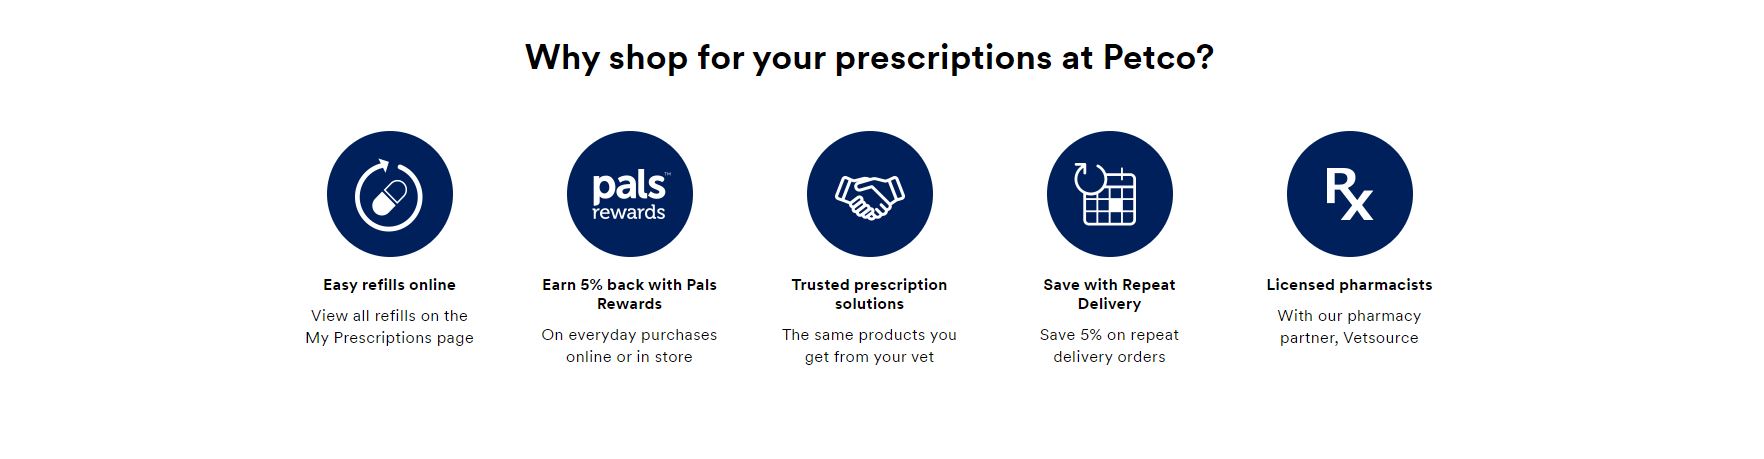 Why shop for your prescriptions at Petco?
pals™
rewards
Rx
Easy refills online
View all refills on the
My Prescriptions page
Earn 5% back with Pals
Rewards
On everyday purchases
online or in store
Trusted prescription
solutions
The same products you
get from your vet
Save with Repeat
Delivery
Save 5% on repeat
delivery orders
Licensed pharmacists
With our pharmacy
partner, Vetsource